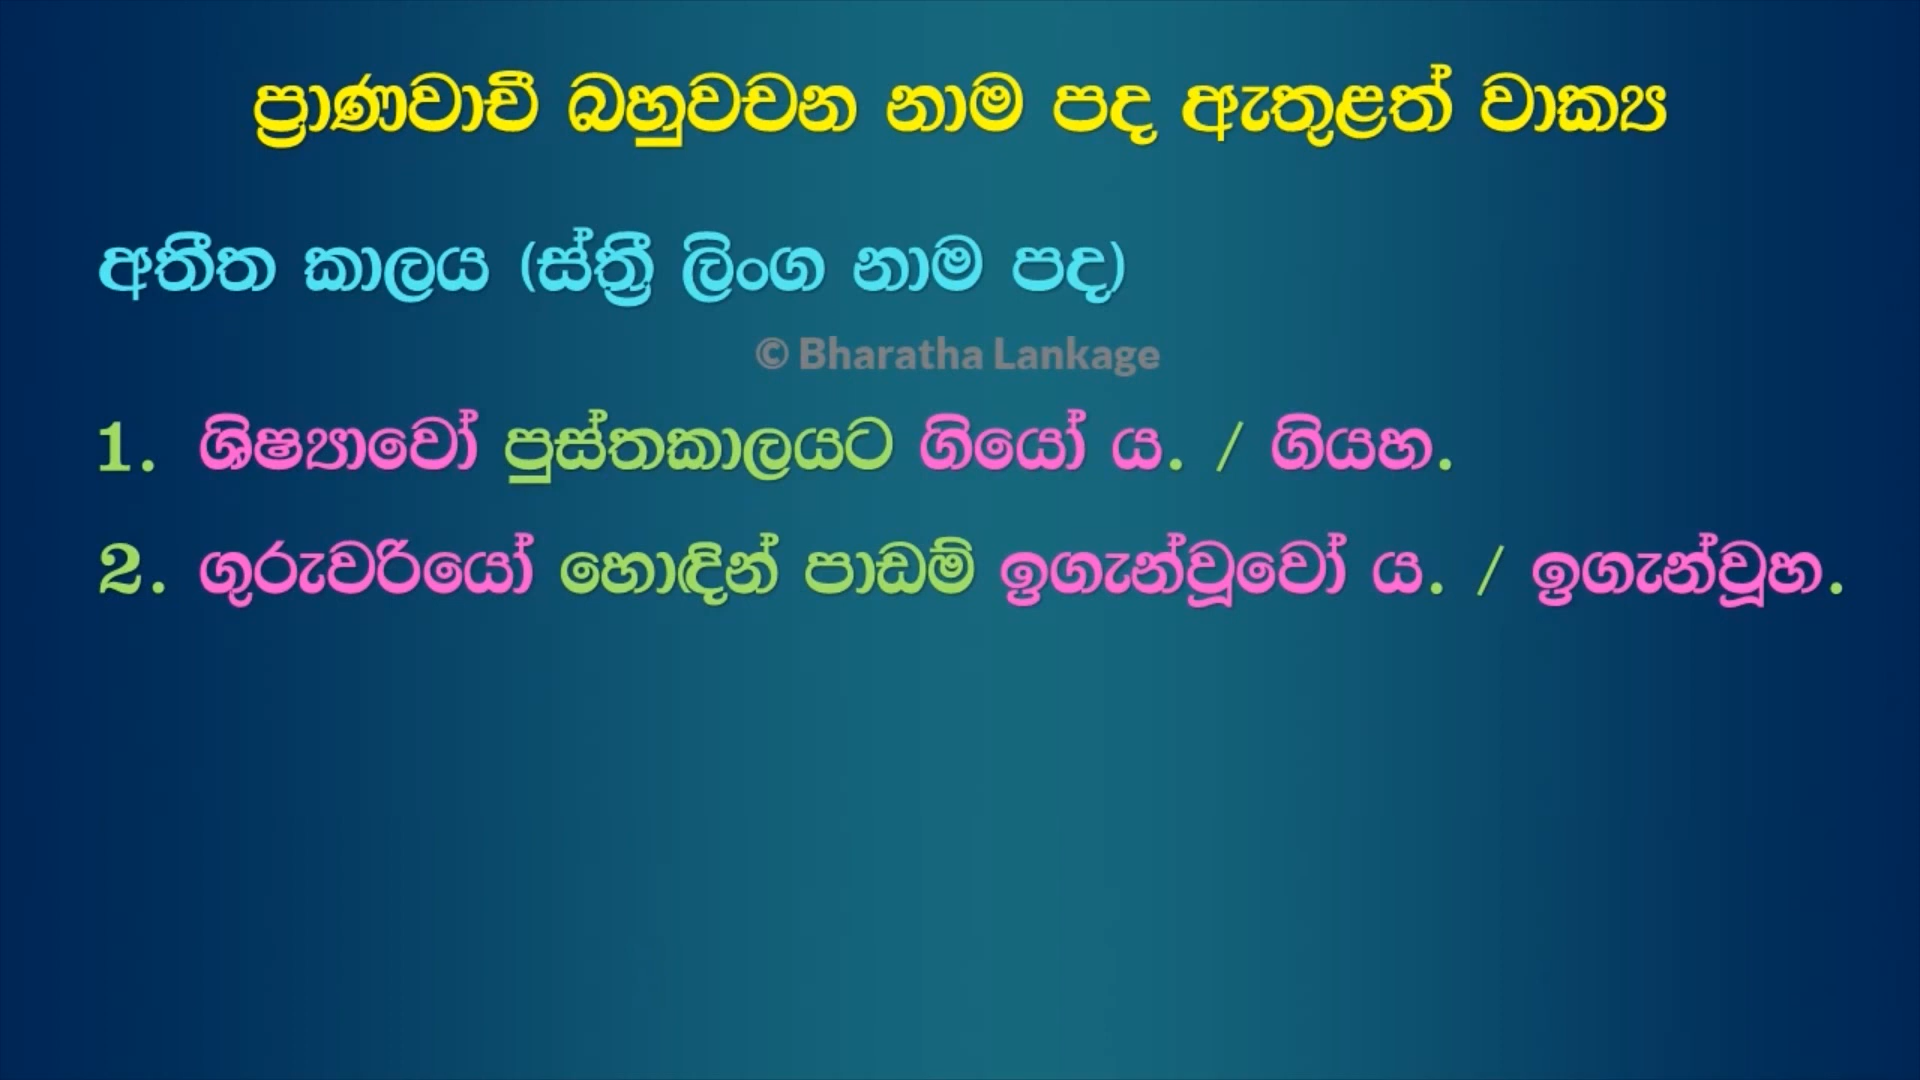 ප්‍රාණවාචී බහුවචන නාම පද ඇතුළත් වාක්‍ය
අතීත කාලය (ස්ත්‍රී ලිංග නාම පද)
© Bharatha Lankage
1. ශිෂ්‍යාවෝ පුස්තකාලයට ගියෝ ය. / ගියහ.
2. ගුරුවරියෝ හොඳින් පාඩම් ඉගැන්වූවෝ ය. / ඉගැන්වූහ.